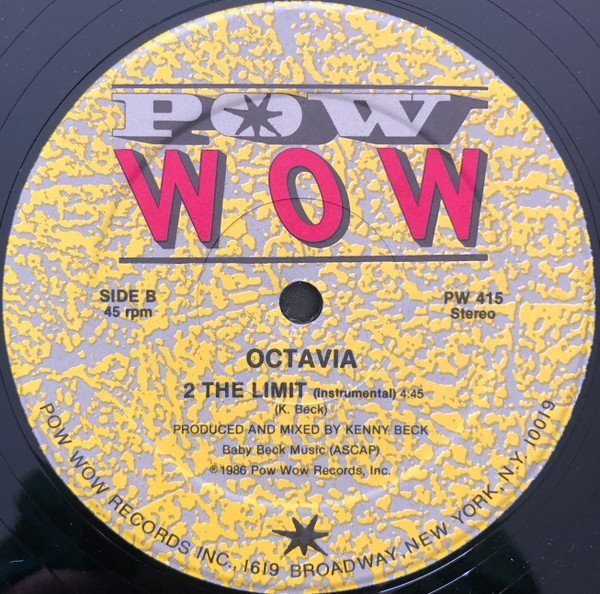 POW
WOW
SIDE B
45 rpm
PW 415
Stereo
OCTAVIA
2 THE LIMIT (Instrumental) 4:45
(K. Beck)
PRODUCED AND MIXED BY KENNY BECK
Baby Beck Music (ASCAP)
℗1986 Pow Wow Records, Inc.
POW WOW RECORDS INC., 1619 BROADWAY, NEW YORK, N.Y. 10019